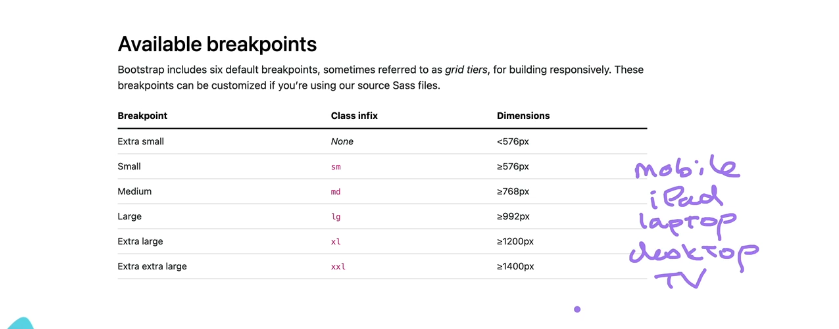 Available breakpoints
Bootstrap includes six default breakpoints, sometimes referred to as grid tiers, for building responsively. These
breakpoints can be customized if you're using our source Sass files.
Breakpoint Class infix Dimensions
Extra small None <576px
Small sm ≥576px mobile
Medium md ≥768px iPad
Large lg ≥992px laptop
Extra large xl ≥1200px desktop
Extra extra large xxl ≥1400px TV